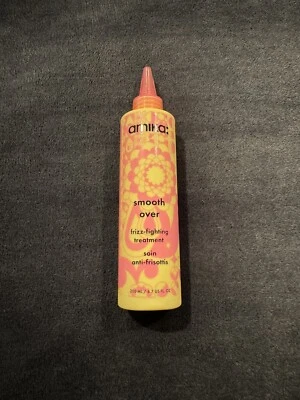 amika:
smooth
over
frizz-fighting
treatment
soin
anti-frisottis